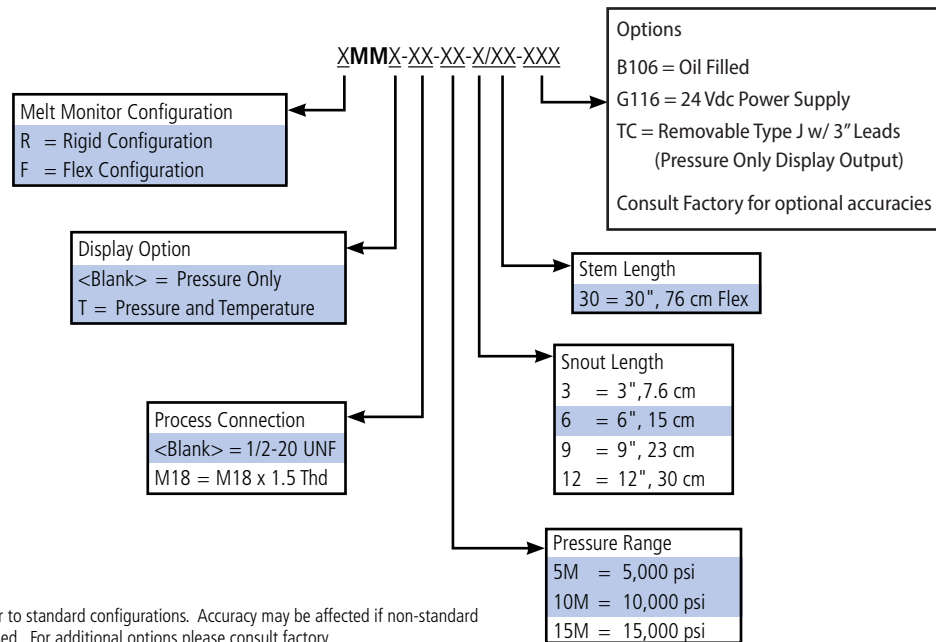 XMMX-XX-XX-X/XX-XXX
Options
B106 = Oil Filled
G116 = 24 Vdc Power Supply
TC = Removable Type J w/ 3” Leads
(Pressure Only Display Output)
Consult Factory for optional accuracies
Melt Monitor Configuration
R = Rigid Configuration
F = Flex Configuration
Display Option
<Blank> = Pressure Only
T = Pressure and Temperature
Stem Length
30 = 30", 76 cm Flex
Process Connection
<Blank> = 1/2-20 UNF
M18 = M18 x 1.5 Thd
Snout Length
3 = 3",7.6 cm
6 = 6", 15 cm
9 = 9", 23 cm
12 = 12", 30 cm
Pressure Range
5M = 5,000 psi
10M = 10,000 psi
15M = 15,000 psi
to standard configurations. Accuracy may be affected if non-standard
For additional options please consult factory